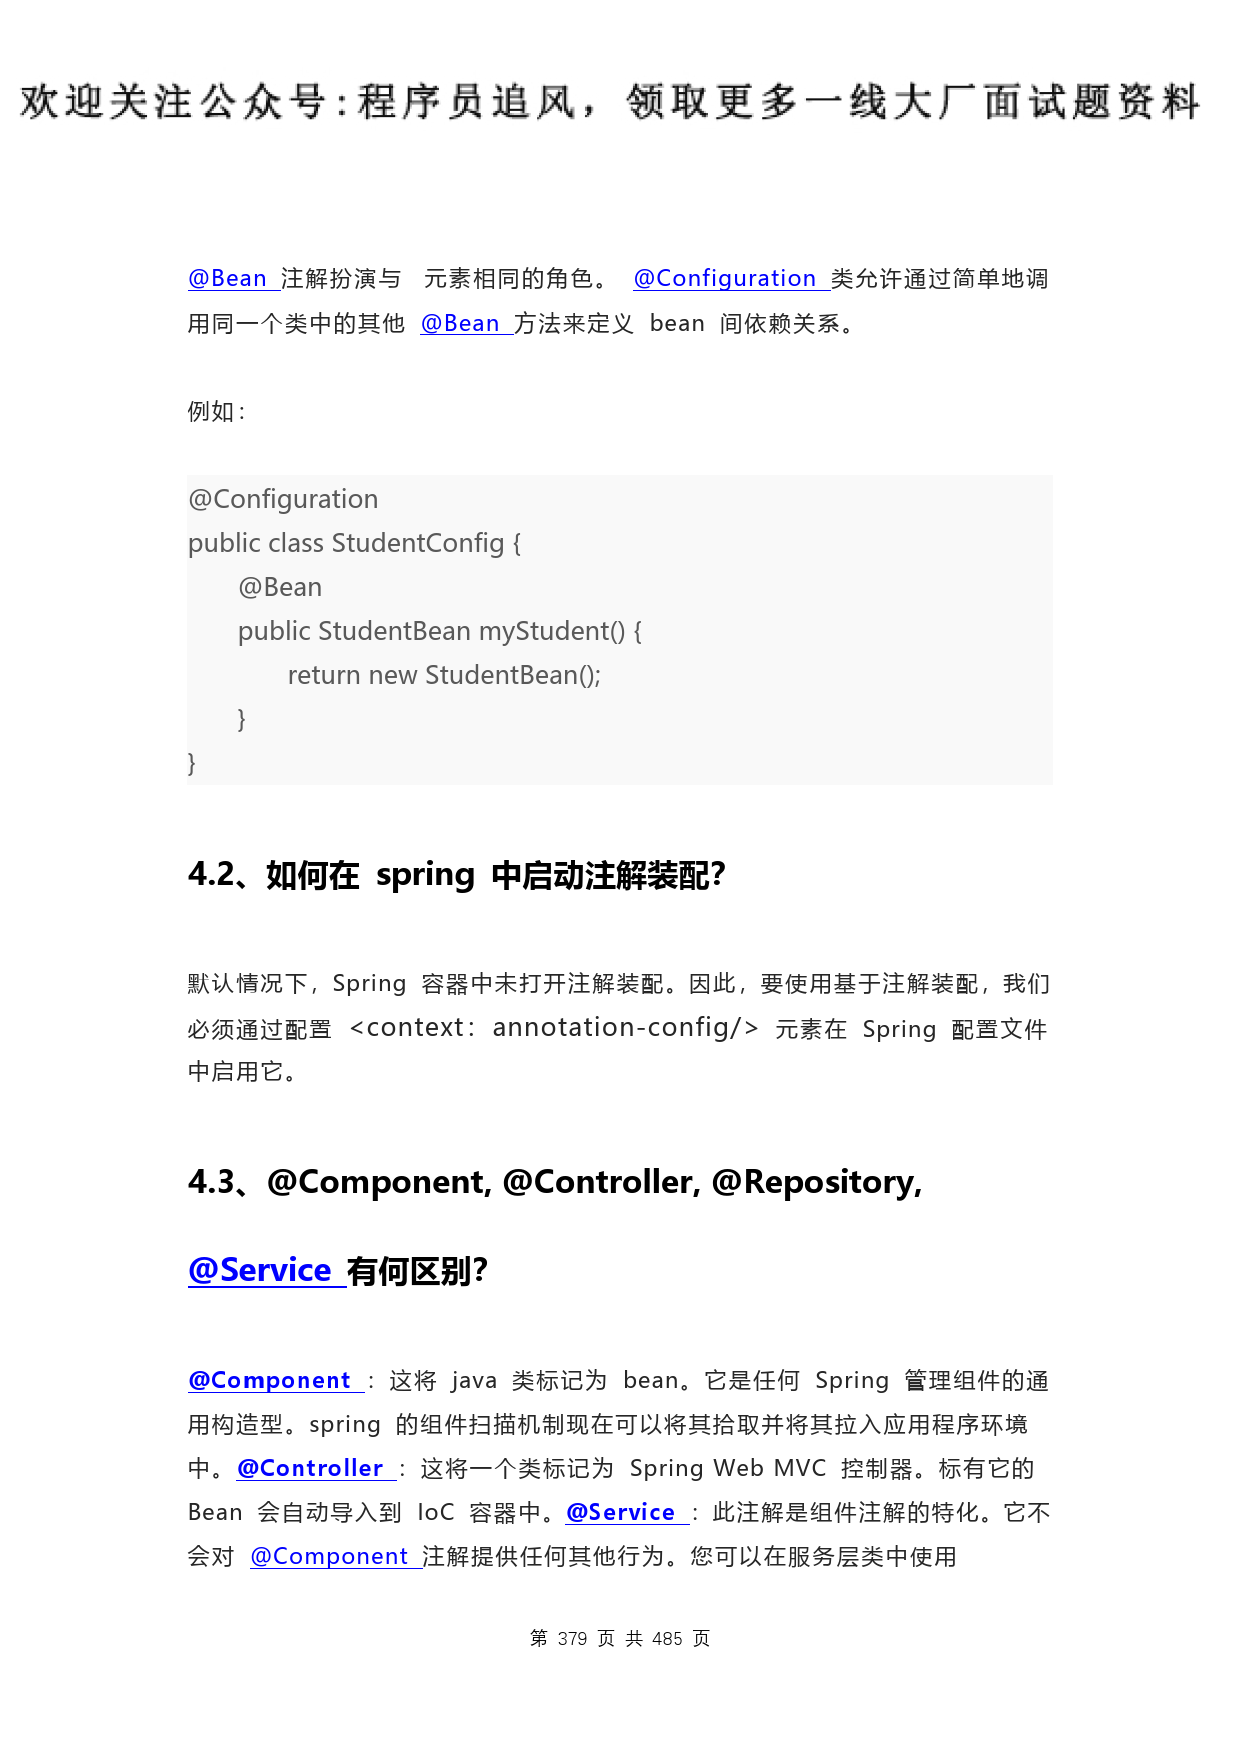 欢迎关注公众号:程序员追风，领取更多一线大厂面试题资料
@Bean 注解扮演与 元素相同的角色。 @Configuration 类允许通过简单地调
用同一个类中的其他 @Bean 方法来定义 bean 间依赖关系。
例如：
@Configuration
public class StudentConfig {
@Bean
public StudentBean myStudent() {
return new StudentBean();
}
}
4.2、如何在 spring 中启动注解装配？
默认情况下，Spring 容器中未打开注解装配。因此，要使用基于注解装配，我们
必须通过配置 <context：annotation-config/> 元素在 Spring 配置文件
中启用它。
4.3、@Component, @Controller, @Repository,
@Service 有何区别？
@Component ：这将 java 类标记为 bean。它是任何 Spring 管理组件的通
用构造型。spring 的组件扫描机制现在可以将其拾取并将其拉入应用程序环境
中。@Controller ：这将一个类标记为 Spring Web MVC 控制器。标有它的
Bean 会自动导入到 IoC 容器中。@Service ：此注解是组件注解的特化。它不
会对 @Component 注解提供任何其他行为。您可以在服务层类中使用
第 379 页 共 485 页